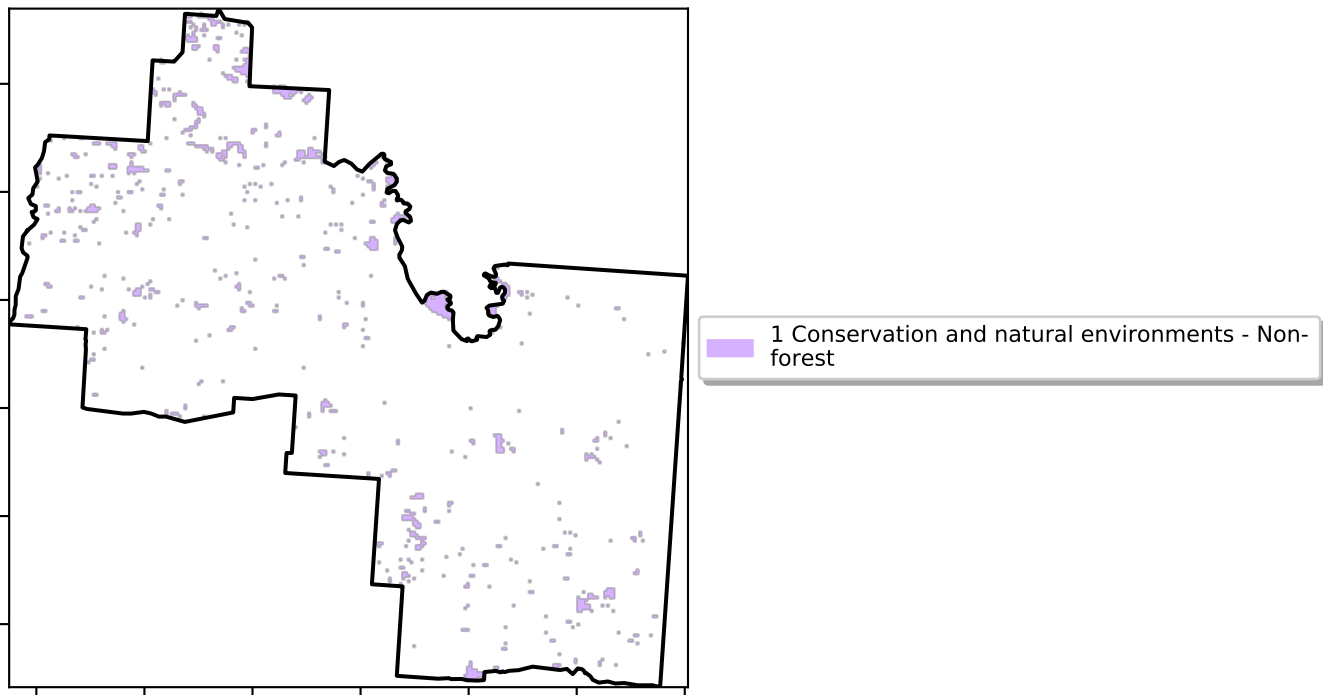 1 Conservation and natural environments - Non-
forest